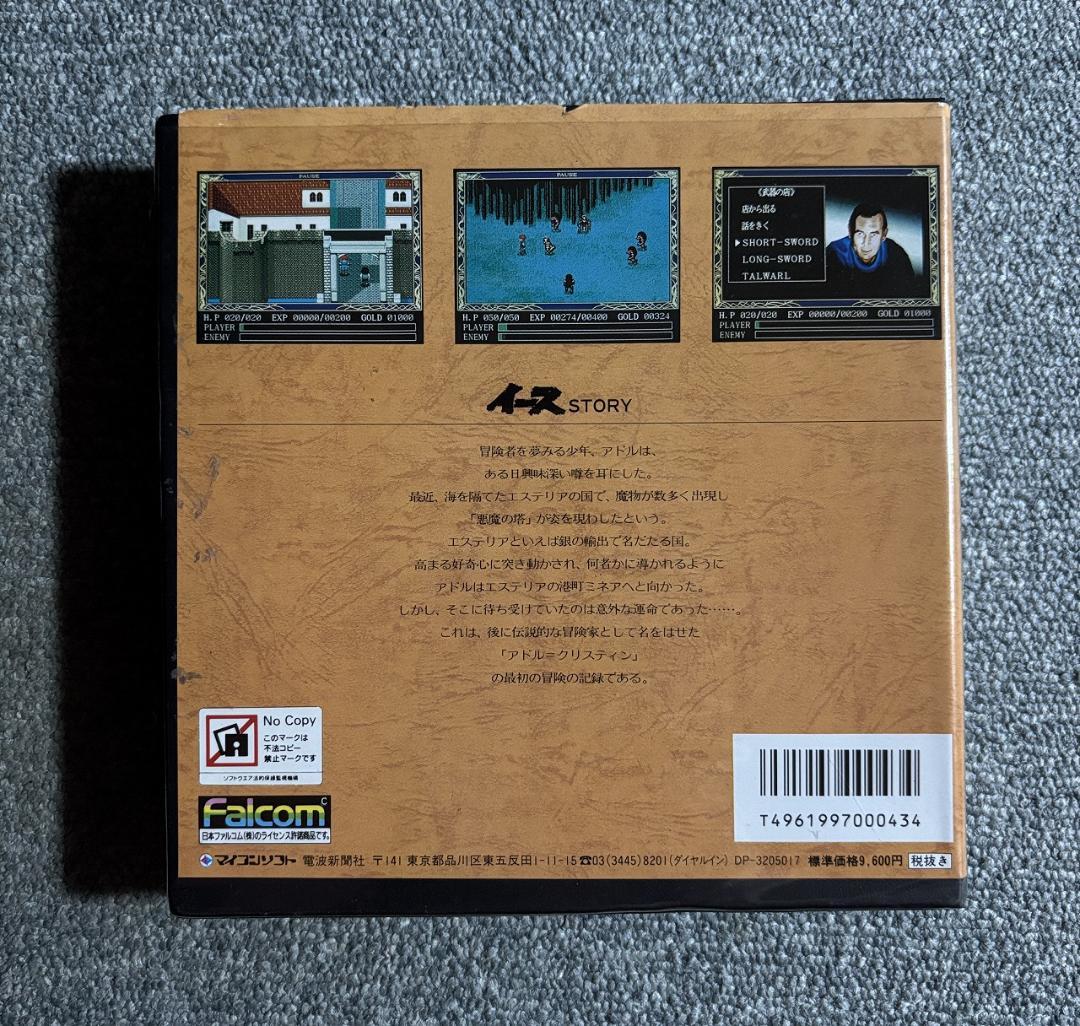 PAUSE
H.P 020/020 EXP 00000/00200 GOLD 01000
PLAYER
ENEMY
PAUSE
H.P 050/050 EXP 00274/00400 GOLD 00324
PLAYER
ENEMY
《武器の店》
店から出る
話をきく
▶SHORT-SWORD
LONG-SWORD
TALWARL
H.P 020/020 EXP 00000/00200 GOLD 01000
PLAYER
ENEMY
イース STORY
冒険者を夢みる少年、アドルは、
ある日興味深い噂を耳にした。
最近、海を隔てたエステリアの国で、魔物が数多く出現し
「悪魔の塔」が姿を現わしたという。
エステリアといえば銀の輸出で名だたる国。
高まる好奇心に突き動かされ、何者かに導かれるように
アドルはエステリアの港町ミネアへと向かった。
しかし、そこに待ち受けていたのは意外な運命であった……。
これは、後に伝説的な冒険家として名をはせた
「アドル=クリスティン」
の最初の冒険の記録である。
No Copy
このマークは
不法コピー
禁止マークです
ソフトウエア法的保護監視機構
Falcom C
日本ファルコム(株)のライセンス許諾商品です。
T4961997000434
マイコンソフト 電波新聞社 〒141 東京都品川区東五反田1-11-15 ☎03(3445)8201(ダイヤルイン) DP-3205017 標準価格9,600円 税抜き